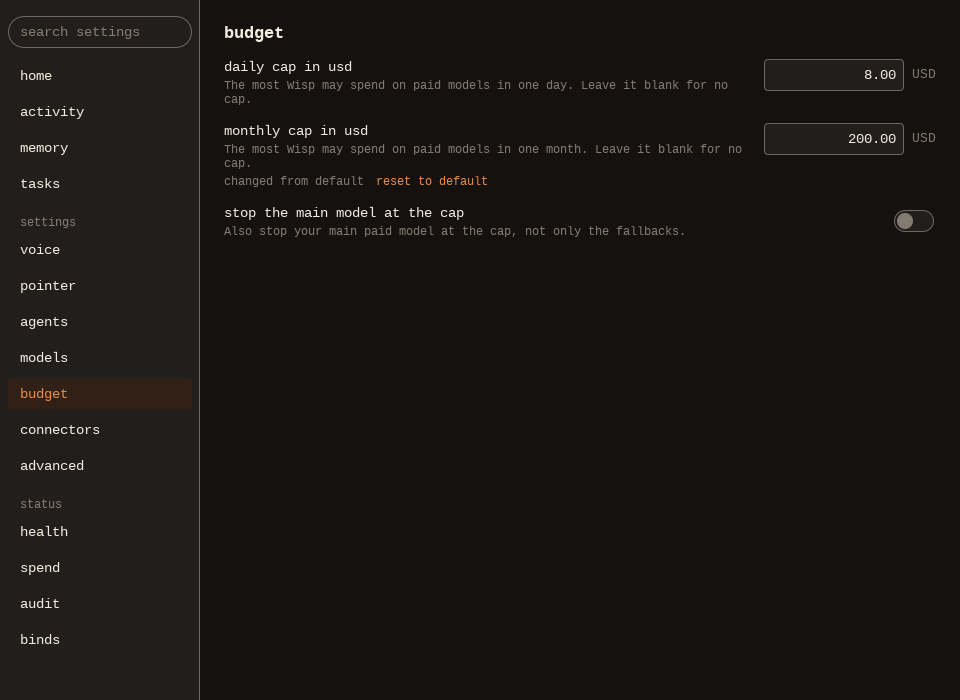 search settings
home
activity
memory
tasks
settings
voice
pointer
agents
models
budget
connectors
advanced
status
health
spend
audit
binds
budget
daily cap in usd
The most Wisp may spend on paid models in one day. Leave it blank for no
cap.
8.00 USD
monthly cap in usd
The most Wisp may spend on paid models in one month. Leave it blank for no
cap.
changed from default reset to default
200.00 USD
stop the main model at the cap
Also stop your main paid model at the cap, not only the fallbacks.